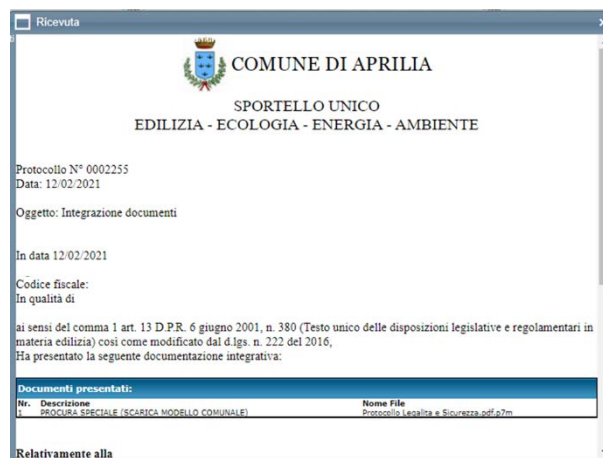 Ricevuta
COMUNE DI APRILIA
SPORTELLO UNICO
EDILIZIA - ECOLOGIA - ENERGIA - AMBIENTE
Protocollo N° 0002255
Data: 12/02/2021
Oggetto: Integrazione documenti
In data 12/02/2021
Codice fiscale:
In qualità di
ai sensi del comma 1 art. 13 D.P.R. 6 giugno 2001, n. 380 (Testo unico delle disposizioni legislative e regolamentari in
materia edilizia) così come modificato dal d.lgs. n. 222 del 2016,
Ha presentato la seguente documentazione integrativa:
Documenti presentati:
Nr. Descrizione Nome File
1 PROCURA SPECIALE (SCARICA MODELLO COMUNALE) Protocollo Legalita e Sicurezza.pdf.p7m
Relativamente alla